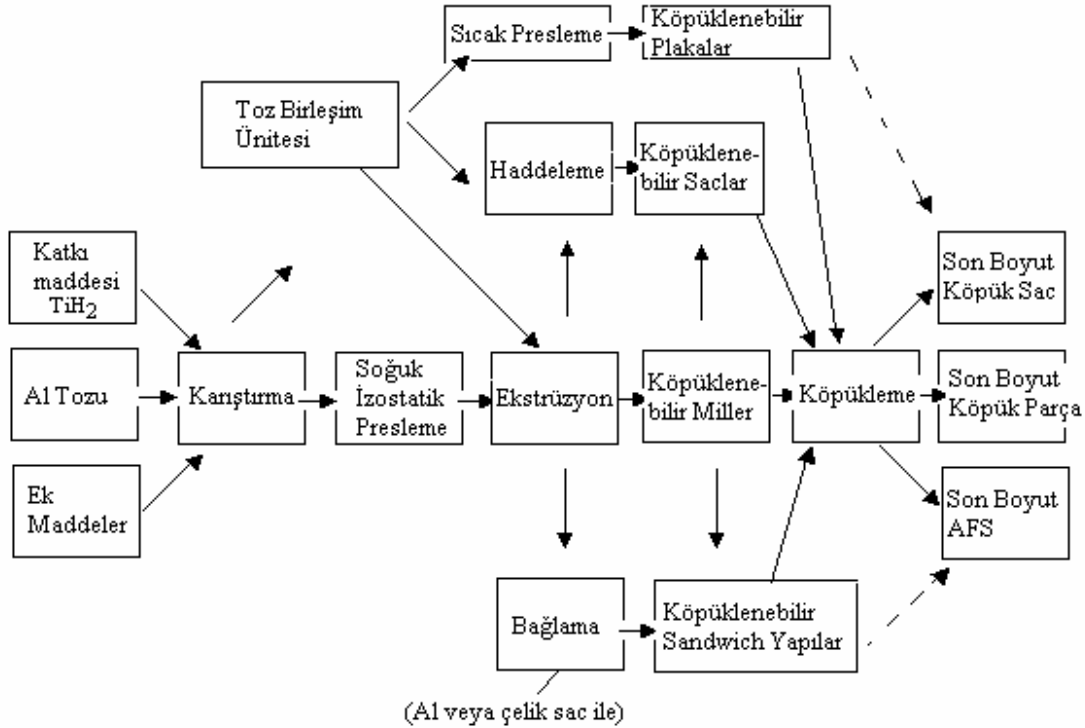 Sıcak Presleme
Köpüklenebilir
Plakalar
Toz Birleşim
Ünitesi
Haddeleme
Köpüklene-
bilir Saclar
Katkı
maddesi
TiH2
Son Boyut
Köpük Sac
Al Tozu
Karıştırma
Soğuk
İzostatik
Presleme
Ekstrüzyon
Köpüklene-
bilir Miller
Köpükleme
Son Boyut
Köpük Parça
Ek
Maddeler
Son Boyut
AFS
Bağlama
Köpüklenebilir
Sandwich Yapılar
(Al veya çelik sac ile)